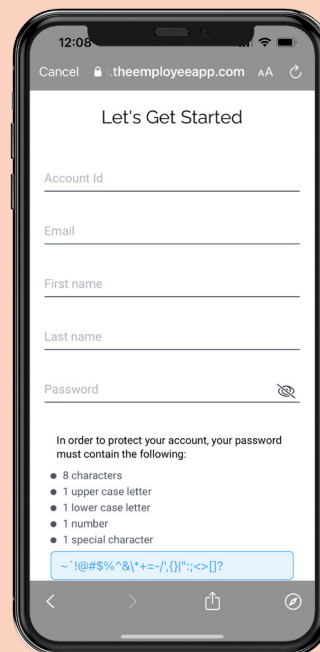 12:08
Cancel .theemployeeapp.com AA
Let's Get Started
Account Id
Email
First name
Last name
Password
In order to protect your account, your password
must contain the following:
● 8 characters
● 1 upper case letter
● 1 lower case letter
● 1 number
● 1 special character
~`!@#$%^&\*+=-/',{}|":;<>[]?